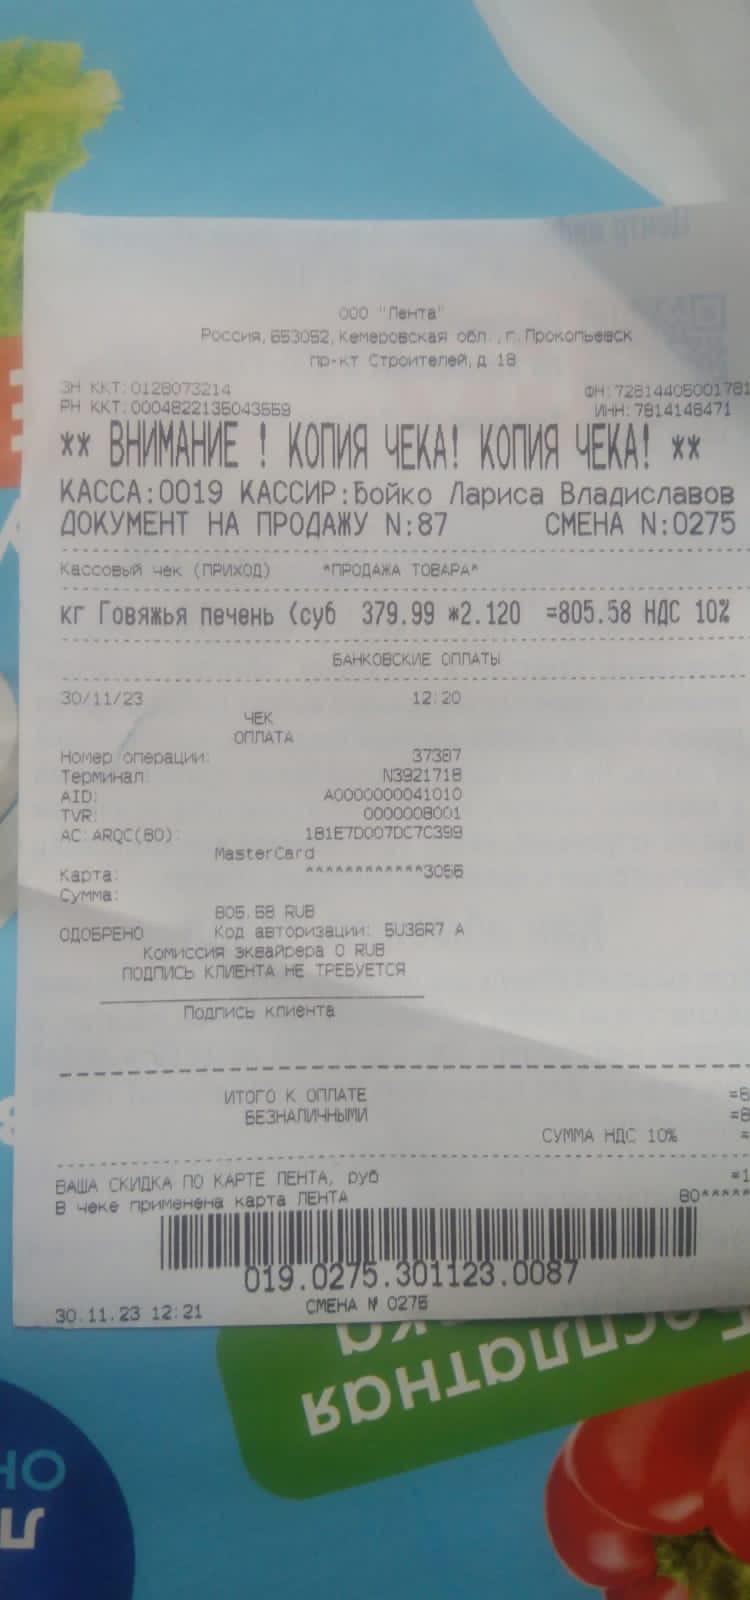 ООО "Лента"
Россия, 653052, Кемеровская обл., г. Прокопьевск
пр-кт Строителей, д 18
ЗН ККТ: 0128073214
ФН: 72814405001781
РН ККТ: 0004822135043559
ИНН: 7814148471
** ВНИМАНИЕ ! КОПИЯ ЧЕКА! КОПИЯ ЧЕКА! **
КАССА:0019 КАССИР:Бойко Лариса Владиславов
ДОКУМЕНТ НА ПРОДАЖУ N:87 СМЕНА N:0275
Кассовый чек (ПРИХОД) *ПРОДАЖА ТОВАРА*
кг Говяжья печень (суб 379.99 *2.120 =805.58 НДС 10%
БАНКОВСКИЕ ОПЛАТЫ
30/11/23 12:20
ЧЕК
ОПЛАТА
Номер операции: 37387
Терминал: N3921718
AID: A0000000041010
TVR: 0000008001
AC: ARQC(80): 1B1E7D007DC7C399
MasterCard
Карта: ************3056
Сумма:
805.58 RUB
ОДОБРЕНО Код авторизации: 5U36R7 A
Комиссия эквайрера 0 RUB
ПОДПИСЬ КЛИЕНТА НЕ ТРЕБУЕТСЯ
Подпись клиента
ИТОГО К ОПЛАТЕ =8
БЕЗНАЛИЧНЫМИ =8
СУММА НДС 10% =
ВАША СКИДКА ПО КАРТЕ ЛЕНТА, руб =1
В чеке применена карта ЛЕНТА 80*****
019.0275.301123.0087
30.11.23 12:21 СМЕНА № 0275